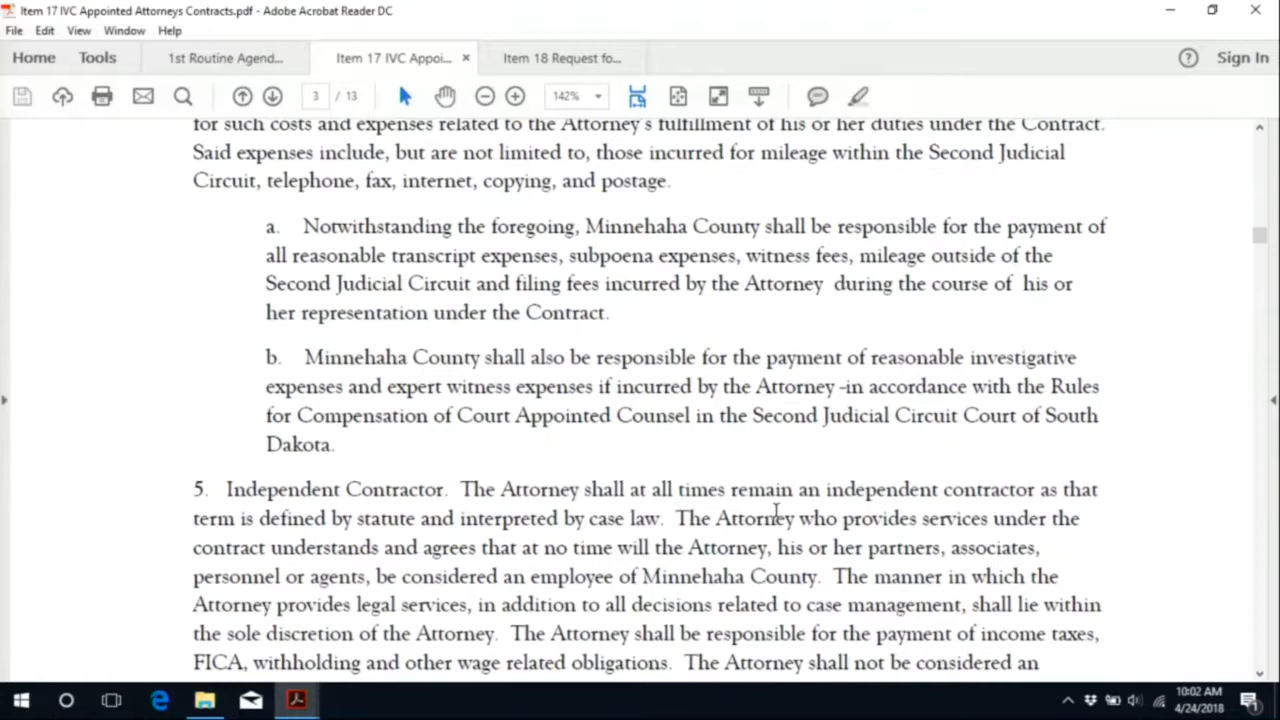 Item 17 IVC Appointed Attorneys Contracts.pdf - Adobe Acrobat Reader DC
File Edit View Window Help
Home Tools 1st Routine Agend... Item 17 IVC Appoi... × Item 18 Request fo... Sign In
3 / 13 142%
for such costs and expenses related to the Attorney's fulfillment of his or her duties under the Contract.
Said expenses include, but are not limited to, those incurred for mileage within the Second Judicial
Circuit, telephone, fax, internet, copying, and postage.
a. Notwithstanding the foregoing, Minnehaha County shall be responsible for the payment of
all reasonable transcript expenses, subpoena expenses, witness fees, mileage outside of the
Second Judicial Circuit and filing fees incurred by the Attorney during the course of his or
her representation under the Contract.
b. Minnehaha County shall also be responsible for the payment of reasonable investigative
expenses and expert witness expenses if incurred by the Attorney -in accordance with the Rules
for Compensation of Court Appointed Counsel in the Second Judicial Circuit Court of South
Dakota.
5. Independent Contractor. The Attorney shall at all times remain an independent contractor as that
term is defined by statute and interpreted by case law. The Attorney who provides services under the
contract understands and agrees that at no time will the Attorney, his or her partners, associates,
personnel or agents, be considered an employee of Minnehaha County. The manner in which the
Attorney provides legal services, in addition to all decisions related to case management, shall lie within
the sole discretion of the Attorney. The Attorney shall be responsible for the payment of income taxes,
FICA, withholding and other wage related obligations. The Attorney shall not be considered an
10:02 AM
4/24/2018